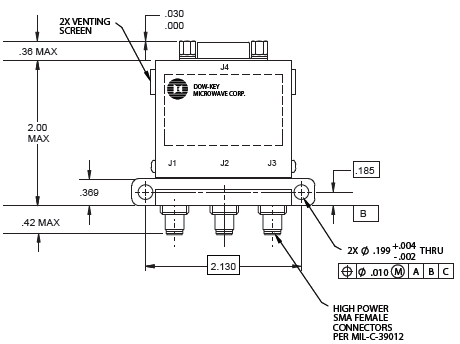 2X VENTING
SCREEN
.030
.000
.36 MAX
J4
DOW-KEY
MICROWAVE CORP.
2.00
MAX
J1 J2 J3
.185
.369
B
.42 MAX
2X Ø .199 +.004 -.002 THRU
⌖ Ø .010 Ⓜ A B C
2.130
HIGH POWER
SMA FEMALE
CONNECTORS
PER MIL-C-39012